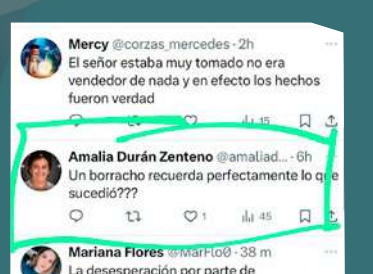 Mercy @corzas_mercedes · 2h
El señor estaba muy tomado no era
vendedor de nada y en efecto los hechos
fueron verdad
15
Amalia Durán Zenteno @amaliad... · 6h
Un borracho recuerda perfectamente lo que
sucedió???
1 45
Mariana Flores @MarFlo0 · 38 m
La desesperación por parte de